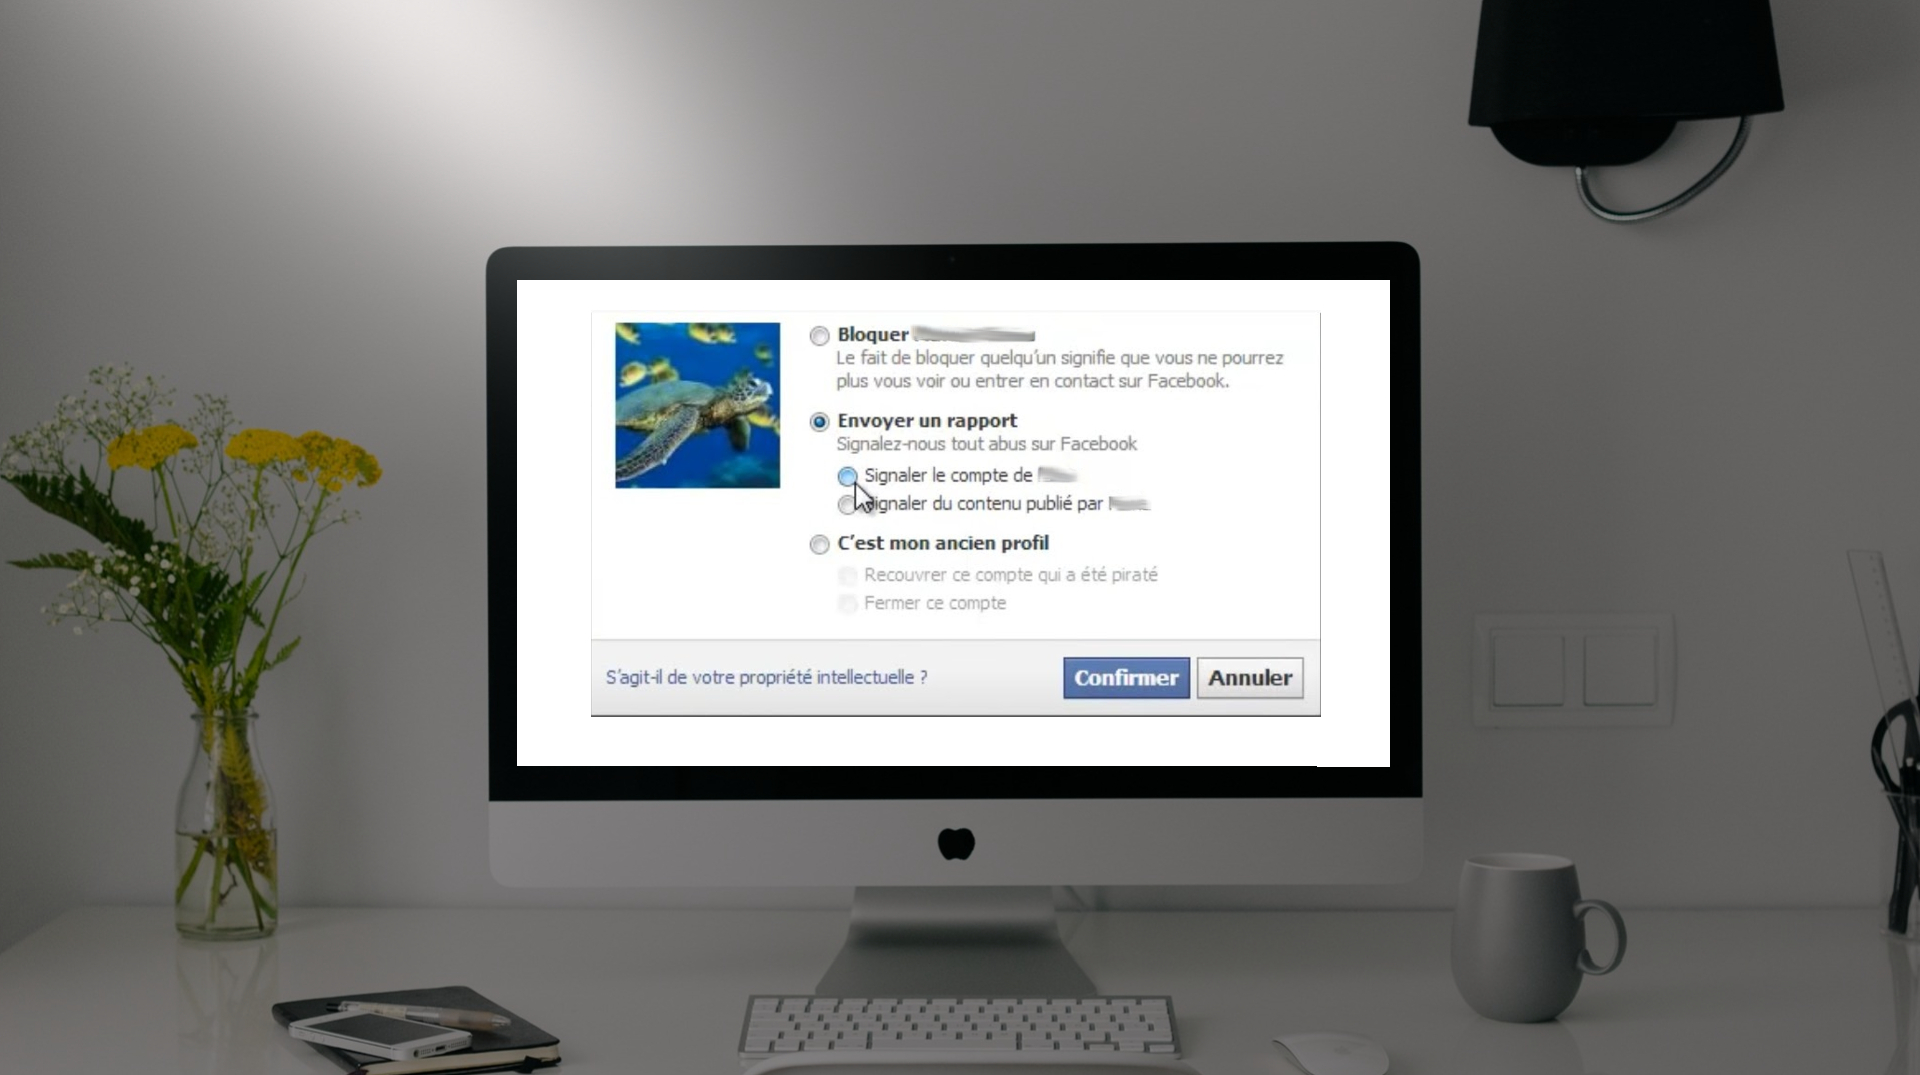 Bloquer
Le fait de bloquer quelqu'un signifie que vous ne pourrez
plus vous voir ou entrer en contact sur Facebook.
Envoyer un rapport
Signalez-nous tout abus sur Facebook
Signaler le compte de
Signaler du contenu publié par
C'est mon ancien profil
Recouvrer ce compte qui a été piraté
Fermer ce compte
S'agit-il de votre propriété intellectuelle ?
Confirmer
Annuler